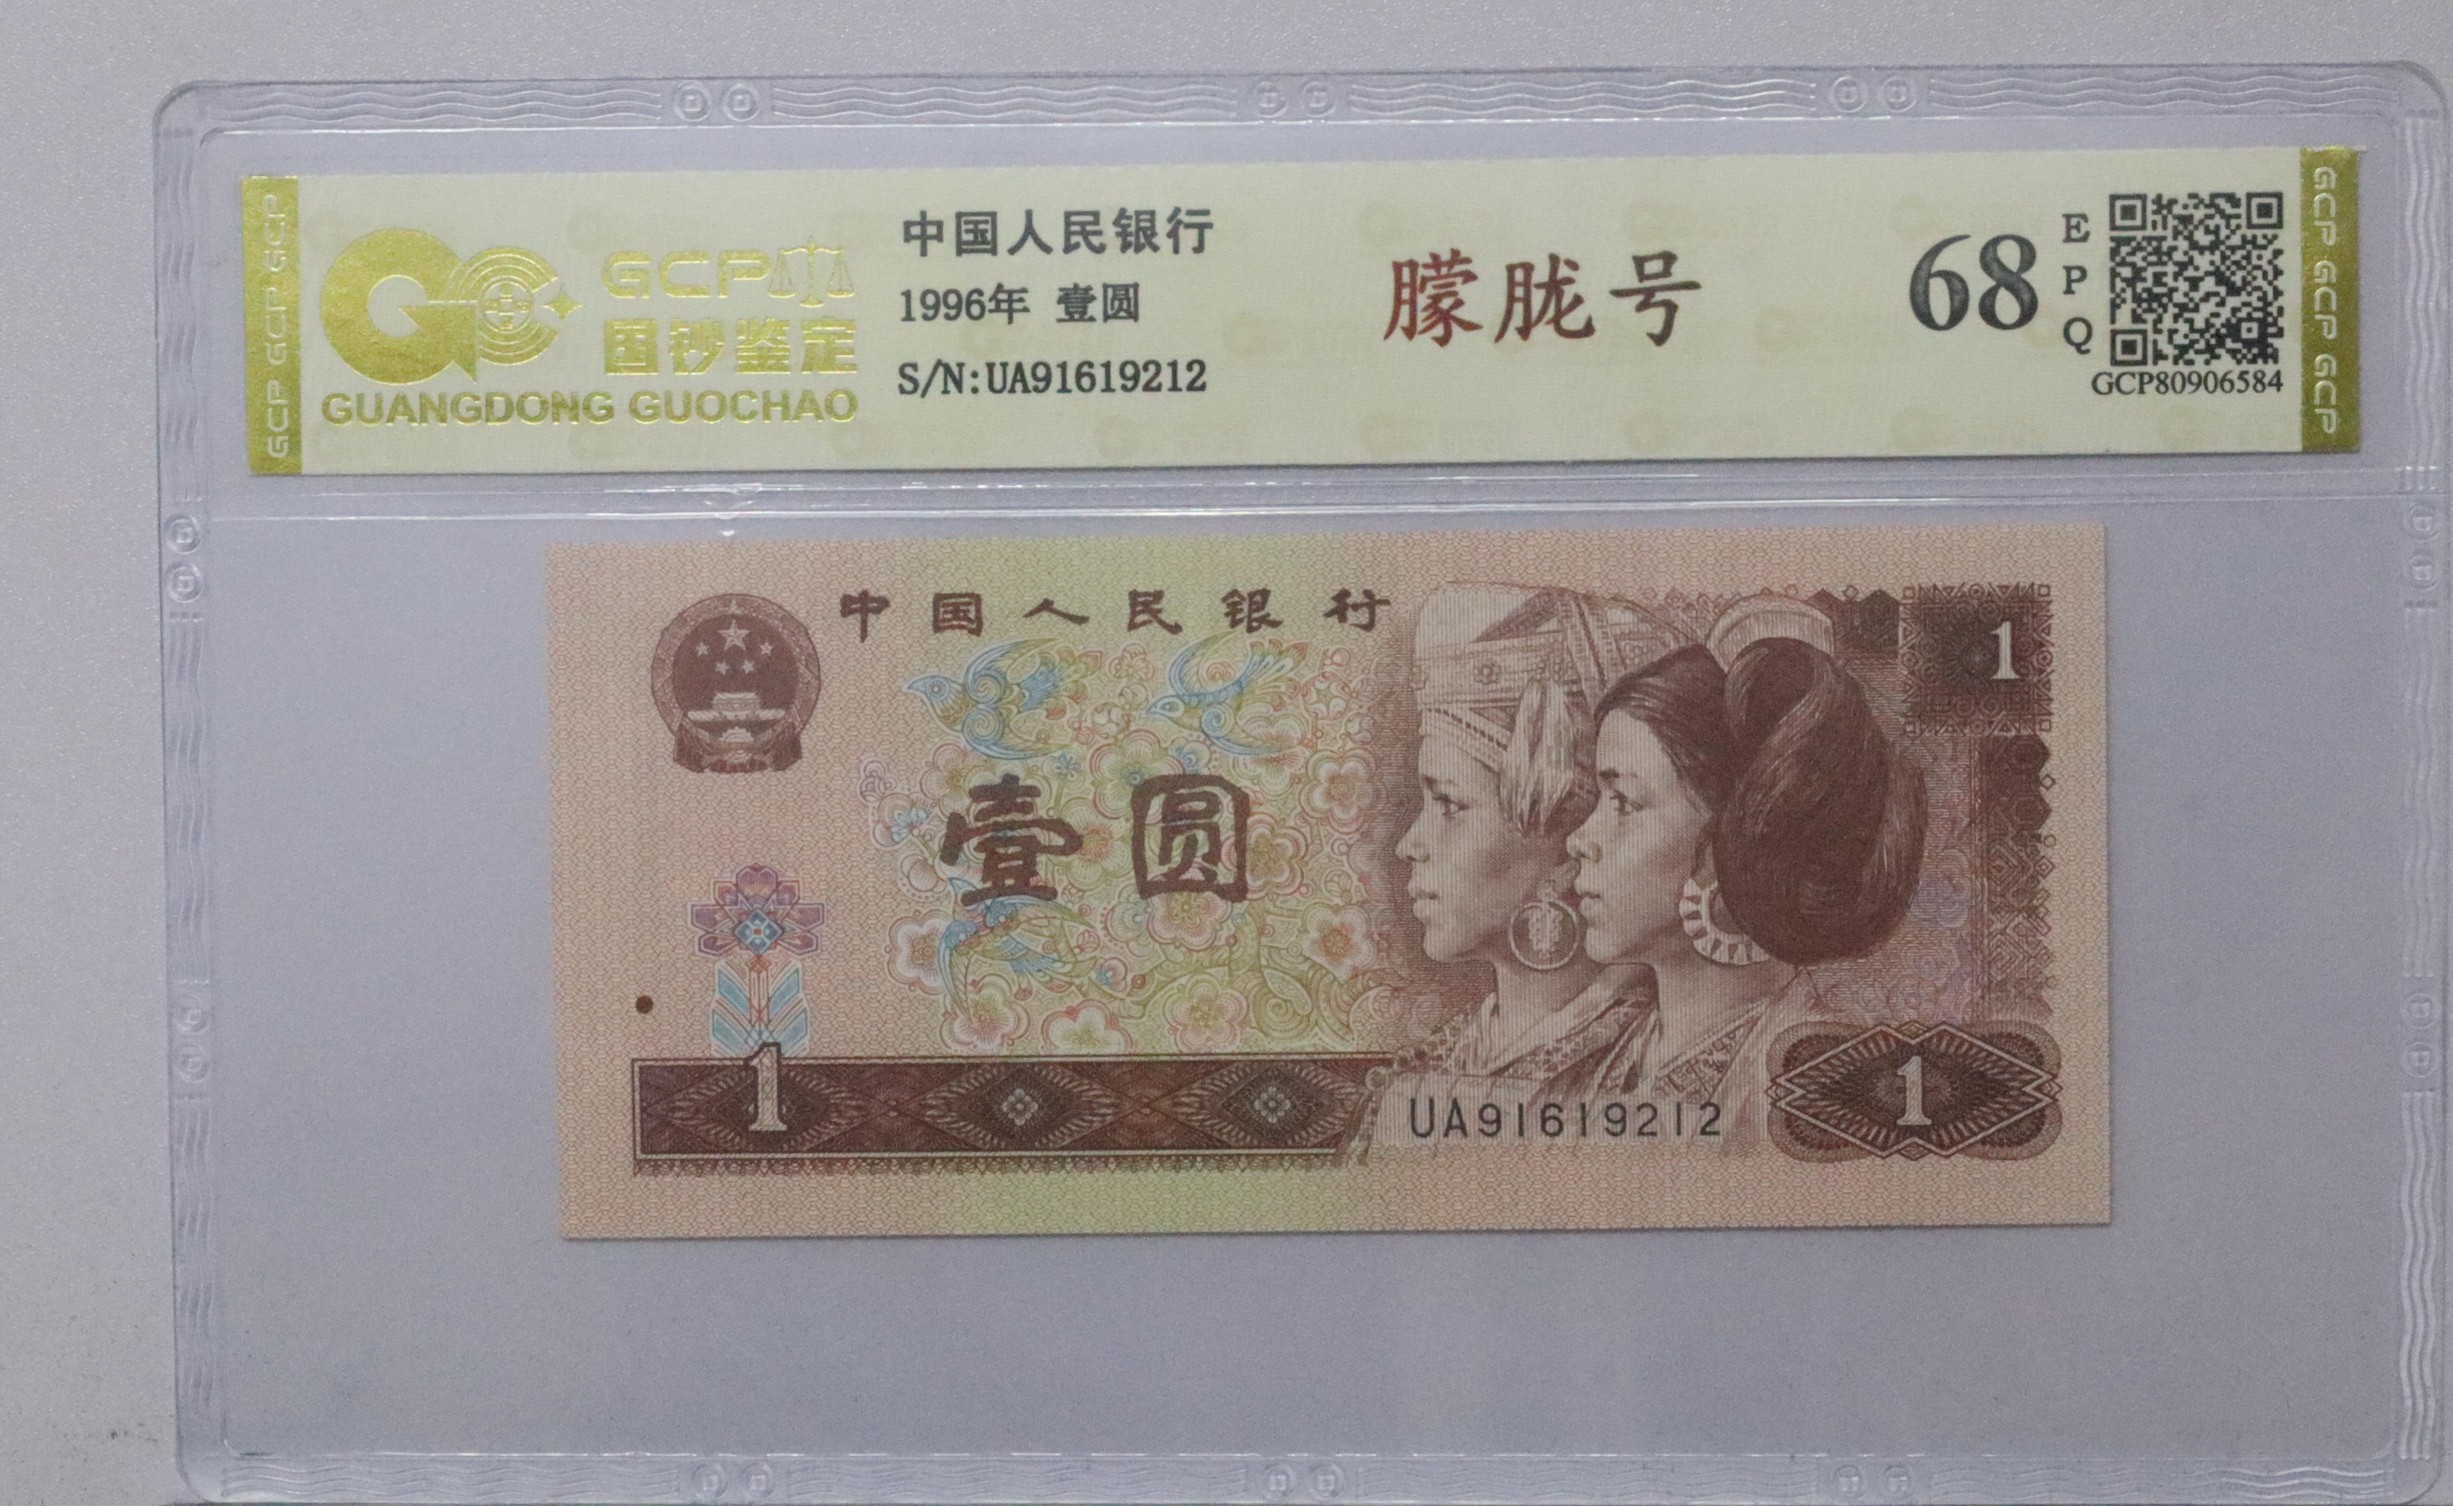 GCP GCP GCP
GCP
国钞鉴定
GUANGDONG GUOCHAO
中国人民银行
1996年 壹圆
S/N:UA91619212
朦胧号
68
EPQ
GCP80906584
GCP GCP GCP
中国人民银行
1
壹圆
1
UA91619212
1